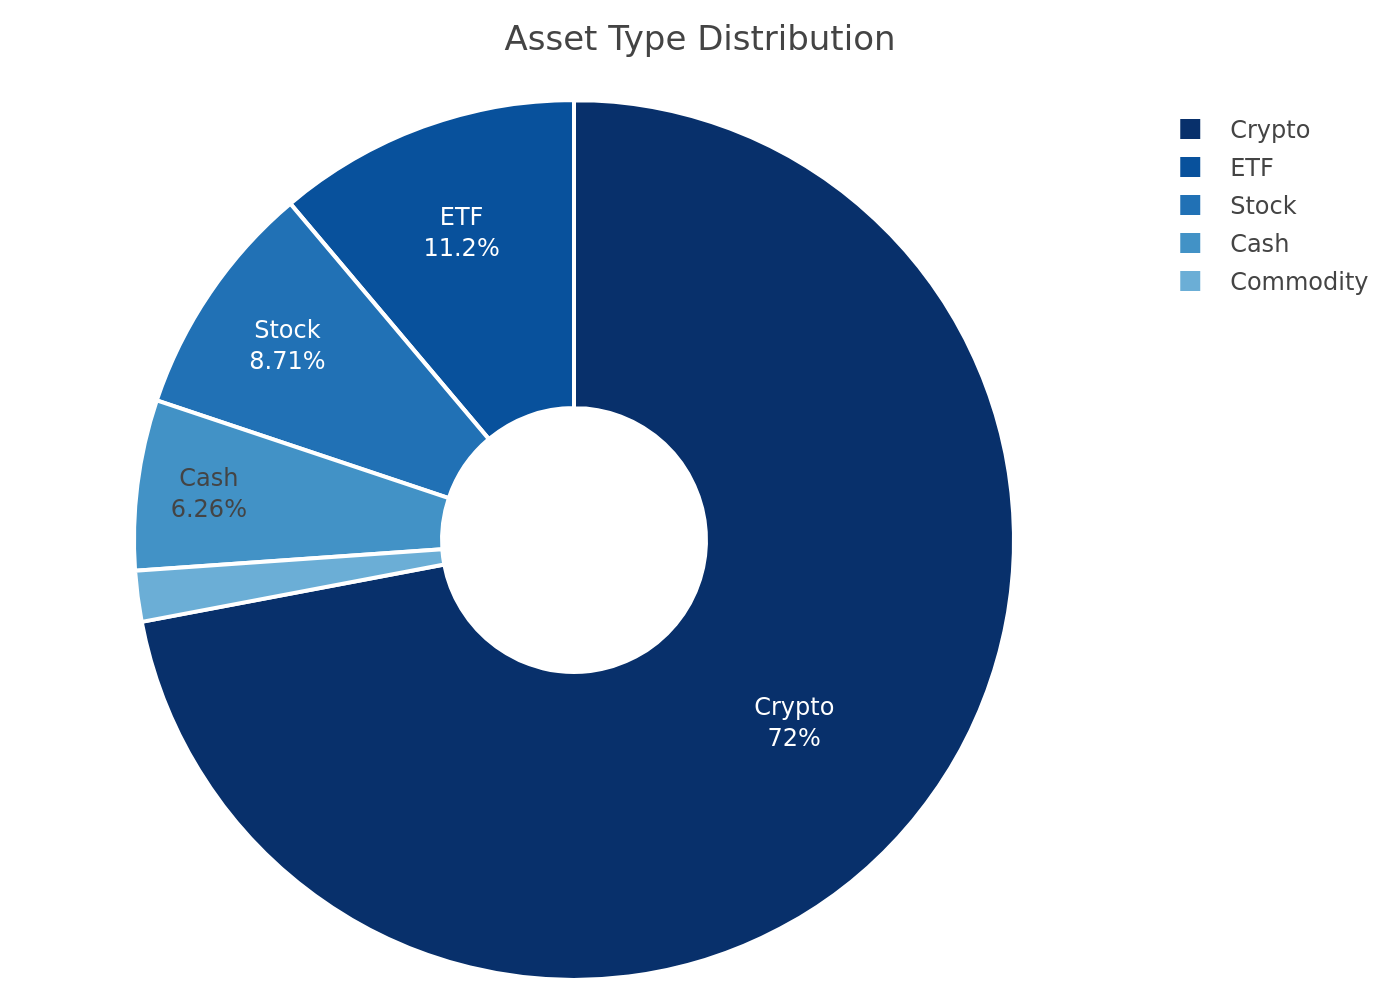 Asset Type Distribution
Crypto
ETF
Stock
Cash
Commodity
ETF
11.2%
Stock
8.71%
Cash
6.26%
Crypto
72%